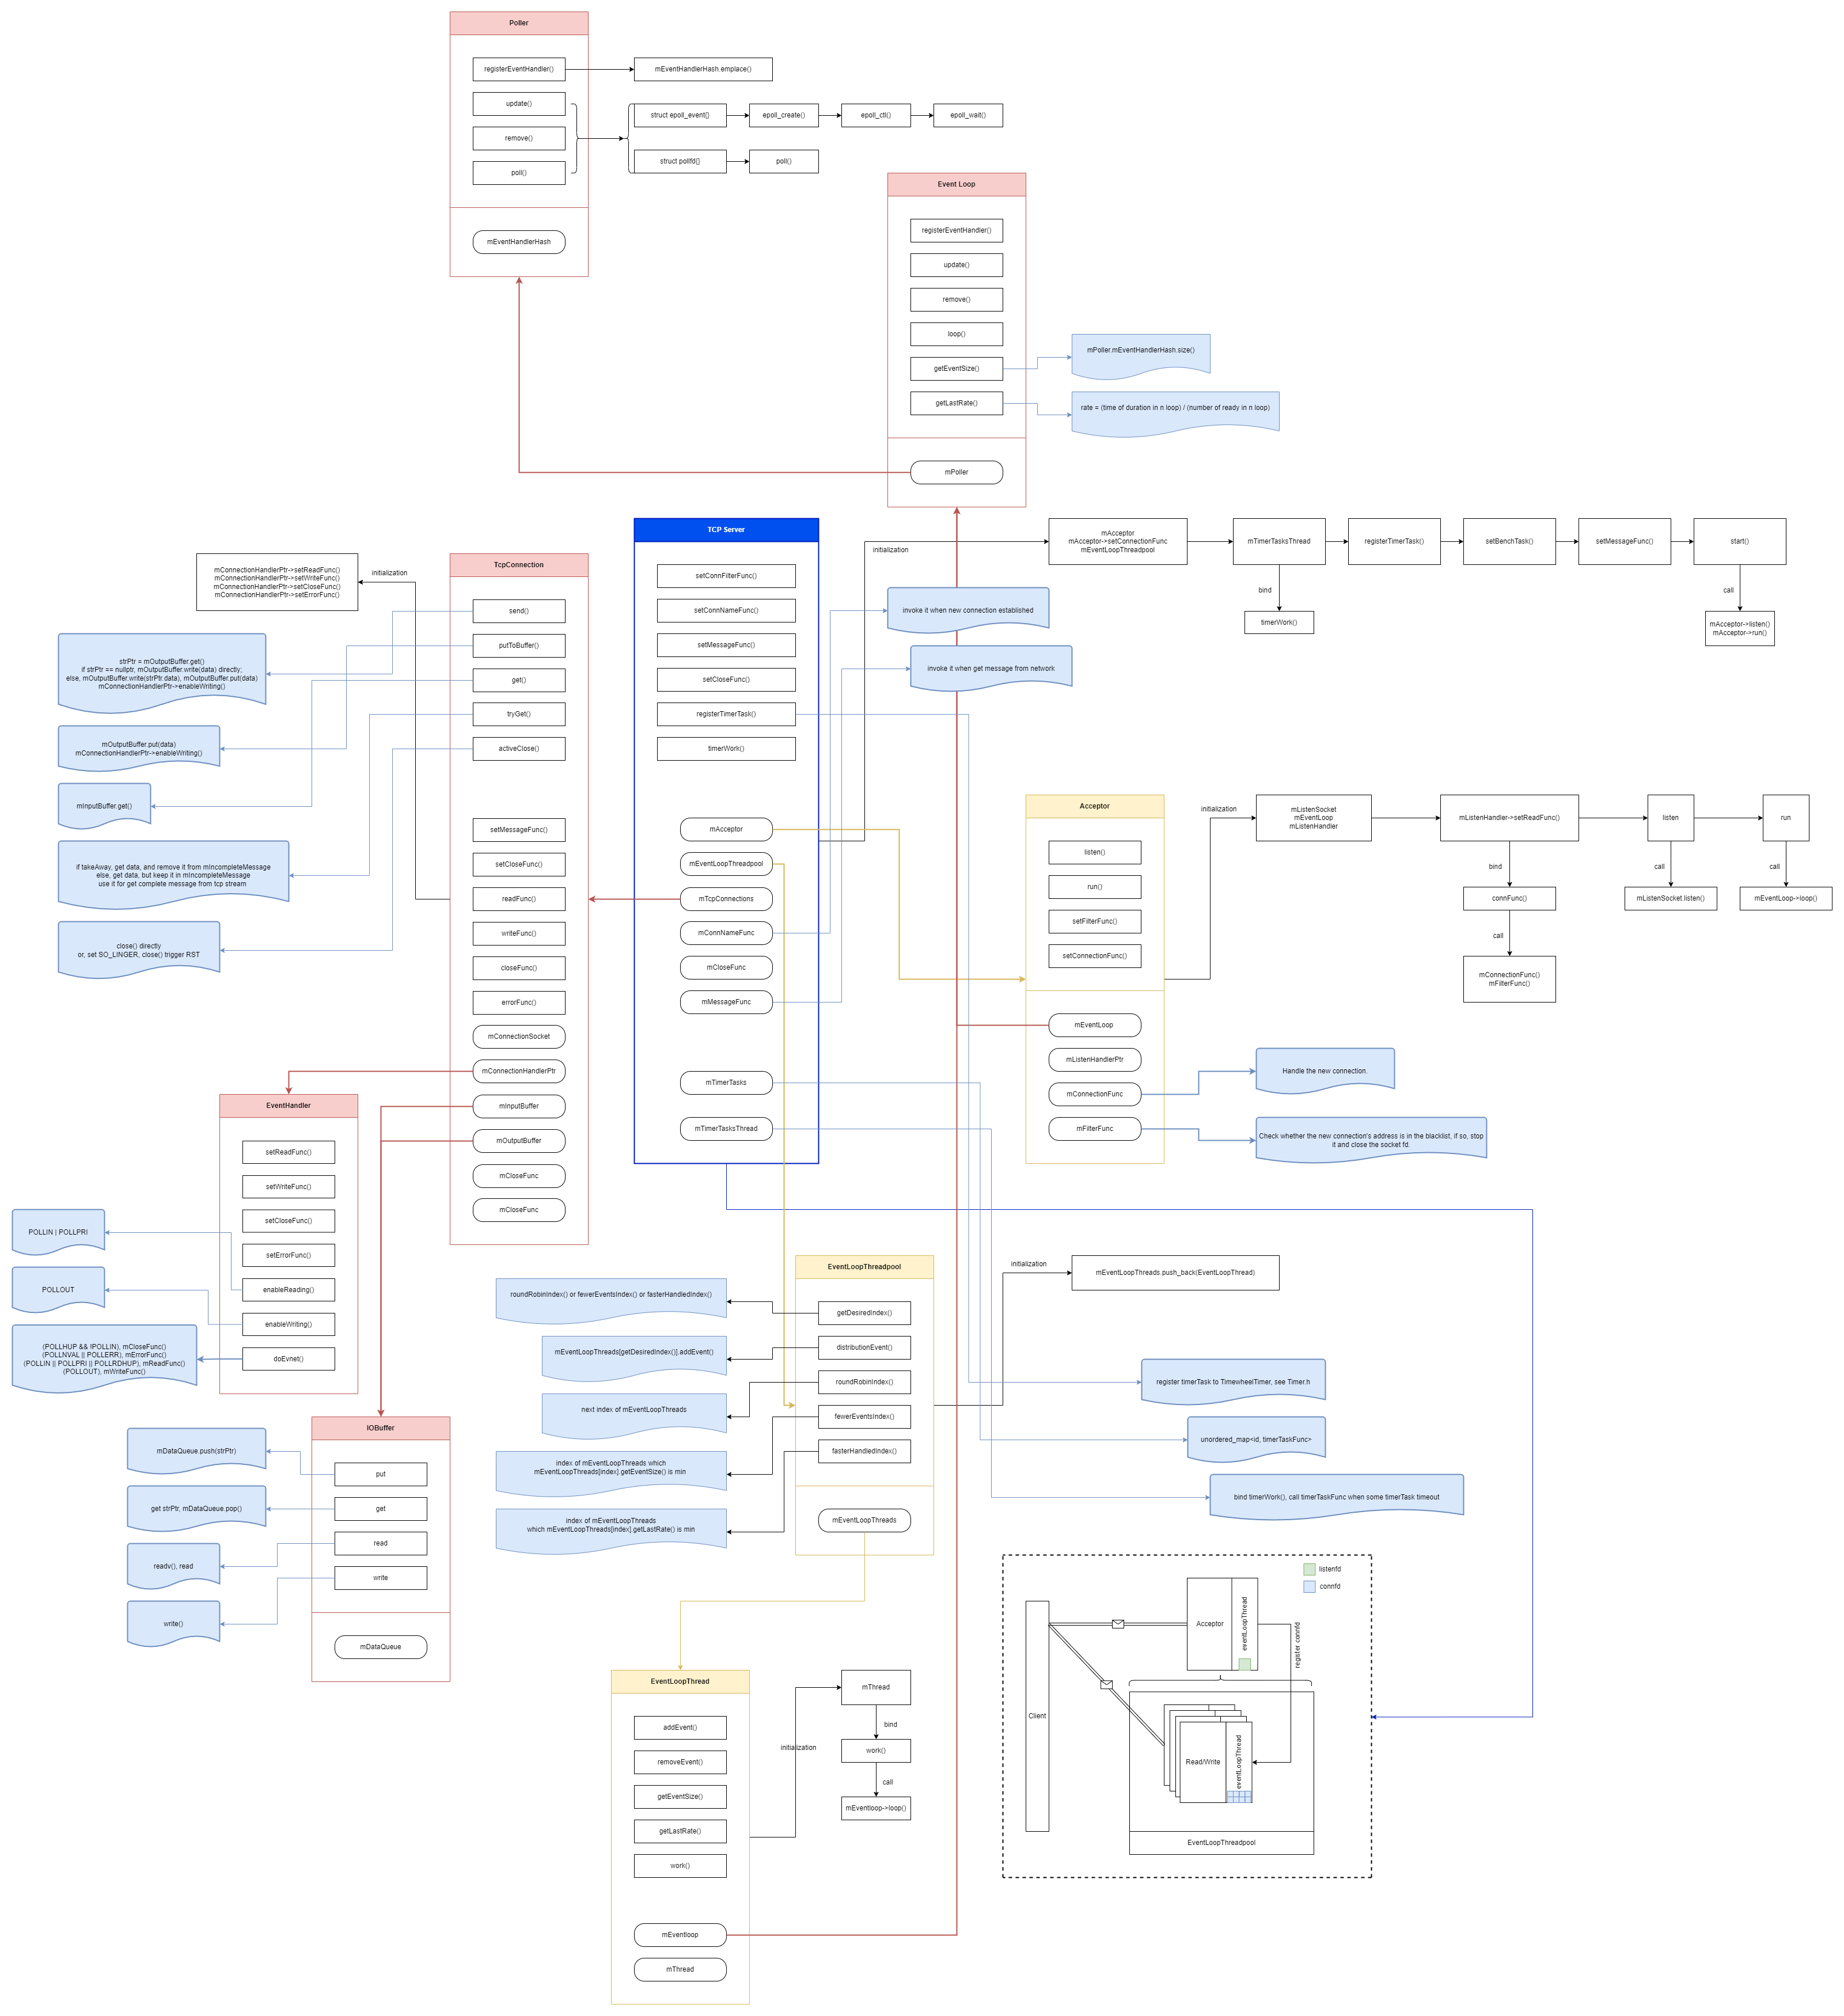 Poller
registerEventHandler()
mEventHandlerHash.emplace()
update()
remove()
poll()
struct epoll_event{}
epoll_create()
epoll_ctl()
epoll_wait()
struct pollfd{}
poll()
mEventHandlerHash
Event Loop
registerEventHandler()
update()
remove()
loop()
getEventSize()
getLastRate()
mPoller
mPoller.mEventHandlerHash.size()
rate = (time of duration in n loop) / (number of ready in n loop)
TCP Server
setConnFilterFunc()
setConnNameFunc()
setMessageFunc()
setCloseFunc()
registerTimerTask()
timerWork()
mAcceptor
mEventLoopThreadpool
mTcpConnections
mConnNameFunc
mCloseFunc
mMessageFunc
mTimerTasks
mTimerTasksThread
initialization
mAcceptor
mAcceptor->setConnectionFunc
mEventLoopThreadpool
mTimerTasksThread
registerTimerTask()
setBenchTask()
setMessageFunc()
start()
bind
timerWork()
call
mAcceptor->listen()
mAcceptor->run()
invoke it when new connection established
invoke it when get message from network
TcpConnection
send()
putToBuffer()
get()
tryGet()
activeClose()
setMessageFunc()
setCloseFunc()
readFunc()
writeFunc()
closeFunc()
errorFunc()
mConnectionSocket
mConnectionHandlerPtr
mInputBuffer
mOutputBuffer
mCloseFunc
mCloseFunc
initialization
mConnectionHandlerPtr->setReadFunc()
mConnectionHandlerPtr->setWriteFunc()
mConnectionHandlerPtr->setCloseFunc()
mConnectionHandlerPtr->setErrorFunc()
strPtr = mOutputBuffer.get()
if strPtr == nullptr, mOutputBuffer.write(data) directly;
else, mOutputBuffer.write(strPtr.data), mOutputBuffer.put(data)
mConnectionHandlerPtr->enableWriting()
mOutputBuffer.put(data)
mConnectionHandlerPtr->enableWriting()
mInputBuffer.get()
if takeAway, get data, and remove it from mIncompleteMessage
else, get data, but keep it in mIncompleteMessage
use it for get complete message from tcp stream
close() directly
or, set SO_LINGER, close() trigger RST
Acceptor
listen()
run()
setFilterFunc()
setConnectionFunc()
mEventLoop
mListenHandlerPtr
mConnectionFunc
mFilterFunc
initialization
mListenSocket
mEventLoop
mListenHandler
mListenHandler->setReadFunc()
listen
run
bind
connFunc()
call
mConnectionFunc()
mFilterFunc()
call
mListenSocket.listen()
call
mEventLoop->loop()
Handle the new connection.
Check whether the new connection's address is in the blacklist, if so, stop
it and close the socket fd.
EventHandler
setReadFunc()
setWriteFunc()
setCloseFunc()
setErrorFunc()
enableReading()
enableWriting()
doEvnet()
POLLIN | POLLPRI
POLLOUT
(POLLHUP && !POLLIN), mCloseFunc()
(POLLNVAL || POLLERR), mErrorFunc()
(POLLIN || POLLPRI || POLLRDHUP), mReadFunc()
(POLLOUT), mWriteFunc()
IOBuffer
put
get
read
write
mDataQueue
mDataQueue.push(strPtr)
get strPtr, mDataQueue.pop()
readv(), read
write()
EventLoopThreadpool
getDesiredIndex()
distributionEvent()
roundRobinIndex()
fewerEventsIndex()
fasterHandledIndex()
mEventLoopThreads
initialization
mEventLoopThreads.push_back(EventLoopThread)
roundRobinIndex() or fewerEventsIndex() or fasterHandledIndex()
mEventLoopThreads[getDesiredIndex()].addEvent()
next index of mEventLoopThreads
index of mEventLoopThreads which
mEventLoopThreads[index].getEventSize() is min
index of mEventLoopThreads
which mEventLoopThreads[index].getLastRate() is min
register timerTask to TimewheelTimer, see Timer.h
unordered_map<id, timerTaskFunc>
bind timerWork(), call timerTaskFunc when some timerTask timeout
EventLoopThread
addEvent()
removeEvent()
getEventSize()
getLastRate()
work()
mEventloop
mThread
initialization
mThread
bind
work()
call
mEventloop->loop()
listenfd
connfd
Client
Acceptor
eventLoopThread
register connfd
Read/Write
eventLoopThread
EventLoopThreadpool